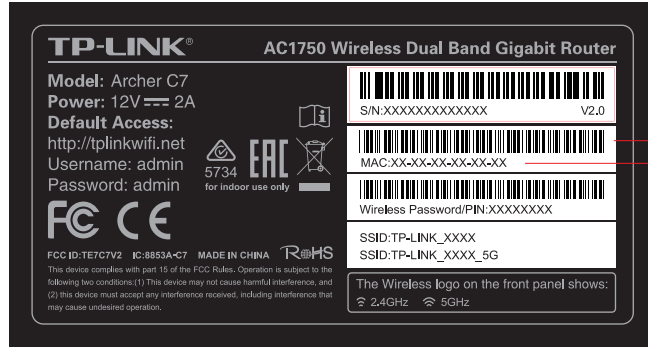 TP-LINK®
AC1750 Wireless Dual Band Gigabit Router
Model: Archer C7
Power: 12V 2A
Default Access:
http://tplinkwifi.net
Username: admin
Password: admin
5734
EAC
for indoor use only
FC CE
FCC ID:TE7C7V2 IC:8853A-C7 MADE IN CHINA RoHS
This device complies with part 15 of the FCC Rules. Operation is subject to the
following two conditions:(1) This device may not cause harmful interference, and
(2) this device must accept any interference received, including interference that
may cause undesired operation.
S/N:XXXXXXXXXXXXX V2.0
MAC:XX-XX-XX-XX-XX-XX
Wireless Password/PIN:XXXXXXXX
SSID:TP-LINK_XXXX
SSID:TP-LINK_XXXX_5G
The Wireless logo on the front panel shows:
2.4GHz 5GHz